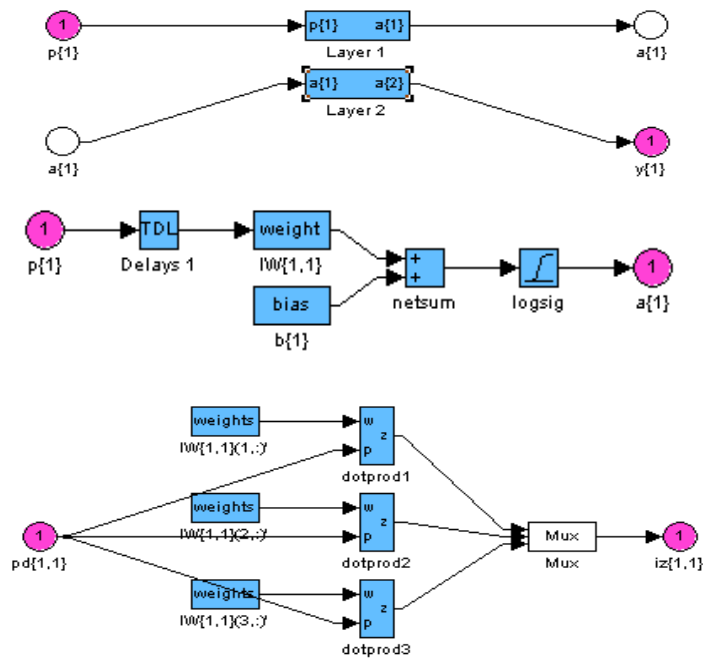 1
p{1}
p{1} a{1}
Layer 1
a{1}
a{1} a{2}
Layer 2
a{1}
1
y{1}
1
p{1}
TDL
Delays 1
weight
IW{1,1}
bias
b{1}
+
+
netsum
logsig
1
a{1}
weights
IW{1,1}(1,:)'
w
p z
dotprod1
1
pd{1,1}
weights
IW{1,1}(2,:)'
w
p z
dotprod2
Mux
Mux
1
iz{1,1}
weights
IW{1,1}(3,:)'
w
p z
dotprod3